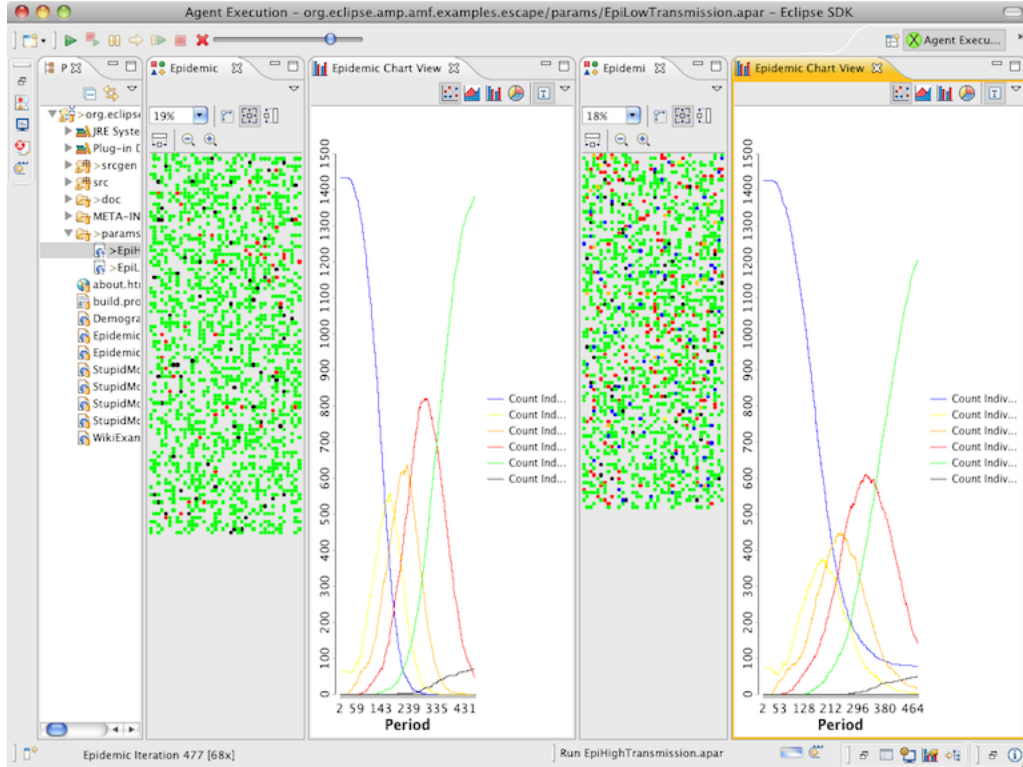 Agent Execution – org.eclipse.amp.amf.examples.escape/params/EpiLowTransmission.apar – Eclipse SDK
Agent Execu...
P
Epidemic
Epidemic Chart View
Epidemi
Epidemic Chart View
>org.eclipse
JRE Syste
Plug-in D
>srcgen
src
>doc
META-IN
>params
>EpiH
>EpiL
about.htm
build.pro
Demogra
Epidemic
Epidemic
StupidMo
StupidMo
StupidMo
WikiExan
19%
1500
1400
1300
1200
1100
1000
900
800
700
600
500
400
300
200
100
0
2 59 143 239 335 431
Period
Count Ind...
Count Ind...
Count Ind...
Count Ind...
Count Ind...
Count Ind...
18%
1500
1400
1300
1200
1100
1000
900
800
700
600
500
400
300
200
100
0
2 53 128 212 296 380 464
Period
Count Indiv...
Count Indiv...
Count Indiv...
Count Indiv...
Count Indiv...
Count Indiv...
Epidemic Iteration 477 [68x]
Run EpiHighTransmission.apar